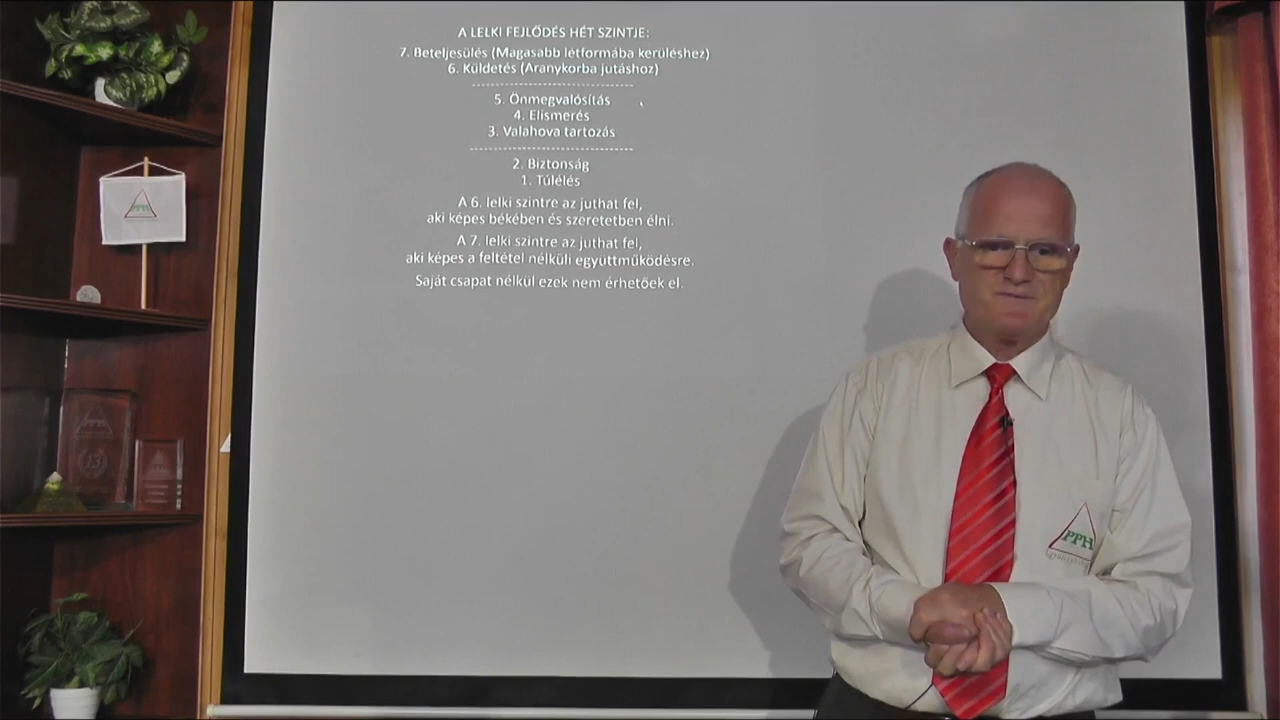 A LELKI FEJLŐDÉS HÉT SZINTJE:
7. Beteljesülés (Magasabb létformába kerüléshez)
6. Küldetés (Aranykorba jutáshoz)
--------------------------------
5. Önmegvalósítás
4. Elismerés
3. Valahova tartozás
--------------------------------
2. Biztonság
1. Túlélés
A 6. lelki szintre az juthat fel,
aki képes békében és szeretetben élni.
A 7. lelki szintre az juthat fel,
aki képes a feltétel nélküli együttműködésre.
Saját csapat nélkül ezek nem érhetőek el.
PPH
PPH
13